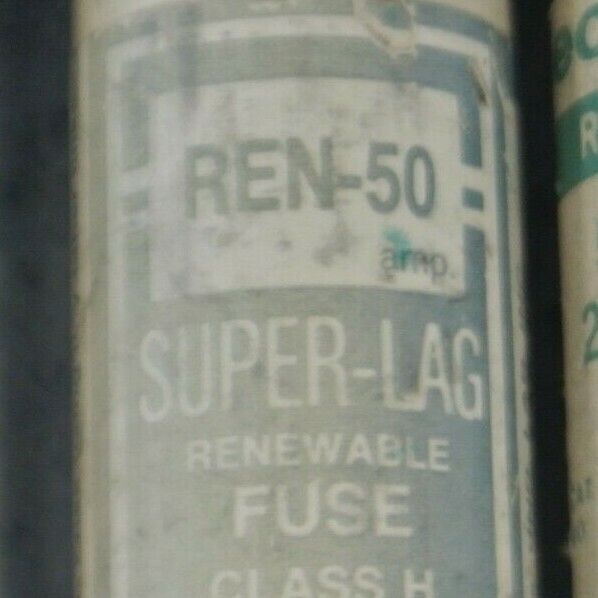 REN-50
amp.
SUPER-LAG
RENEWABLE
FUSE
CLASS H